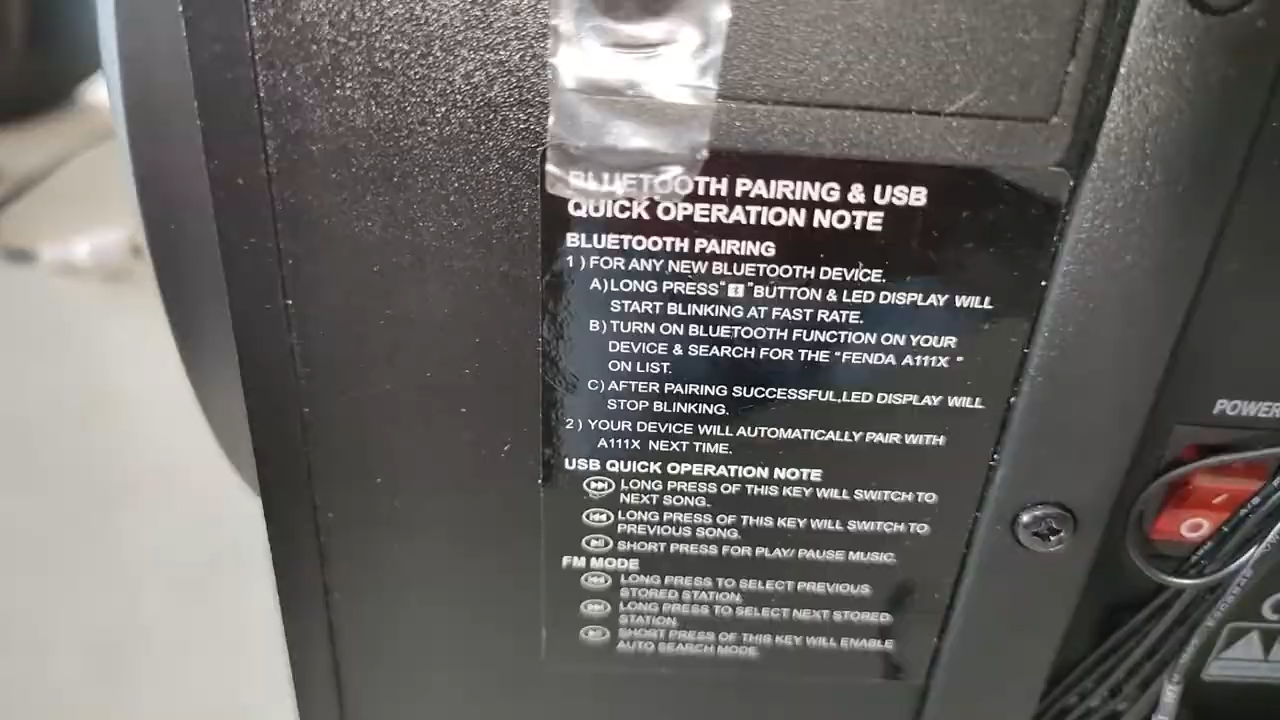 BLUETOOTH PAIRING & USB
QUICK OPERATION NOTE
BLUETOOTH PAIRING
1 ) FOR ANY NEW BLUETOOTH DEVICE.
A) LONG PRESS " " BUTTON & LED DISPLAY WILL
START BLINKING AT FAST RATE.
B) TURN ON BLUETOOTH FUNCTION ON YOUR
DEVICE & SEARCH FOR THE "FENDA A111X "
ON LIST.
C) AFTER PAIRING SUCCESSFUL,LED DISPLAY WILL
STOP BLINKING.
2 ) YOUR DEVICE WILL AUTOMATICALLY PAIR WITH
A111X NEXT TIME.
USB QUICK OPERATION NOTE
LONG PRESS OF THIS KEY WILL SWITCH TO
NEXT SONG.
LONG PRESS OF THIS KEY WILL SWITCH TO
PREVIOUS SONG.
SHORT PRESS FOR PLAY/ PAUSE MUSIC.
FM MODE
LONG PRESS TO SELECT PREVIOUS
STORED STATION.
LONG PRESS TO SELECT NEXT STORED
STATION.
SHORT PRESS OF THIS KEY WILL ENABLE
AUTO SEARCH MODE.
POWER